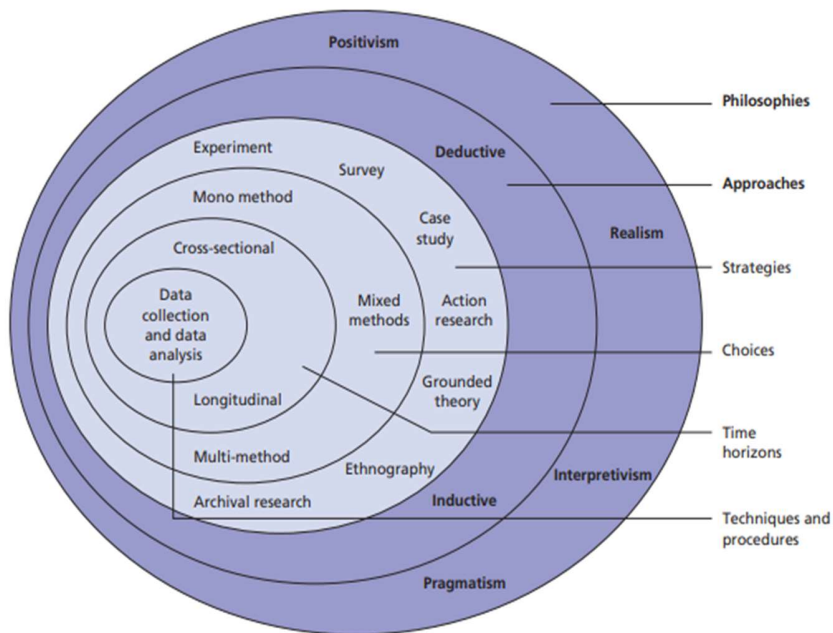 Positivism
Philosophies
Experiment
Deductive
Survey
Approaches
Mono method
Case
study
Realism
Cross-sectional
Strategies
Data
collection
and data
analysis
Mixed
methods
Action
research
Choices
Grounded
theory
Longitudinal
Time
horizons
Multi-method
Ethnography
Interpretivism
Archival research
Inductive
Techniques and
procedures
Pragmatism